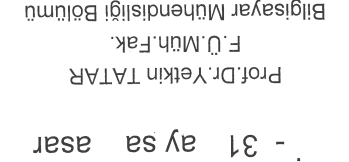 - 31 ay sa asar
Prof.Dr.Yetkin TATAR
F.Ü.Müh.Fak.
Bilgisayar Mühendisliği Bölümü